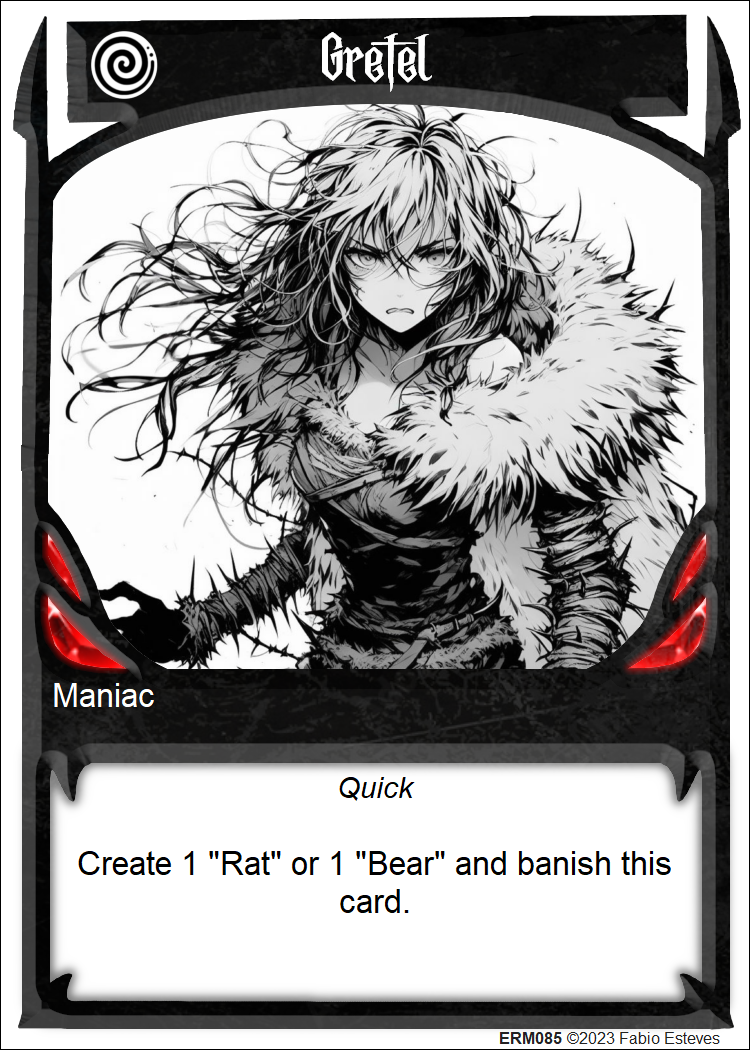 Gretel
Maniac
Quick
Create 1 "Rat" or 1 "Bear" and banish this
card.
ERM085 ©2023 Fabio Esteves